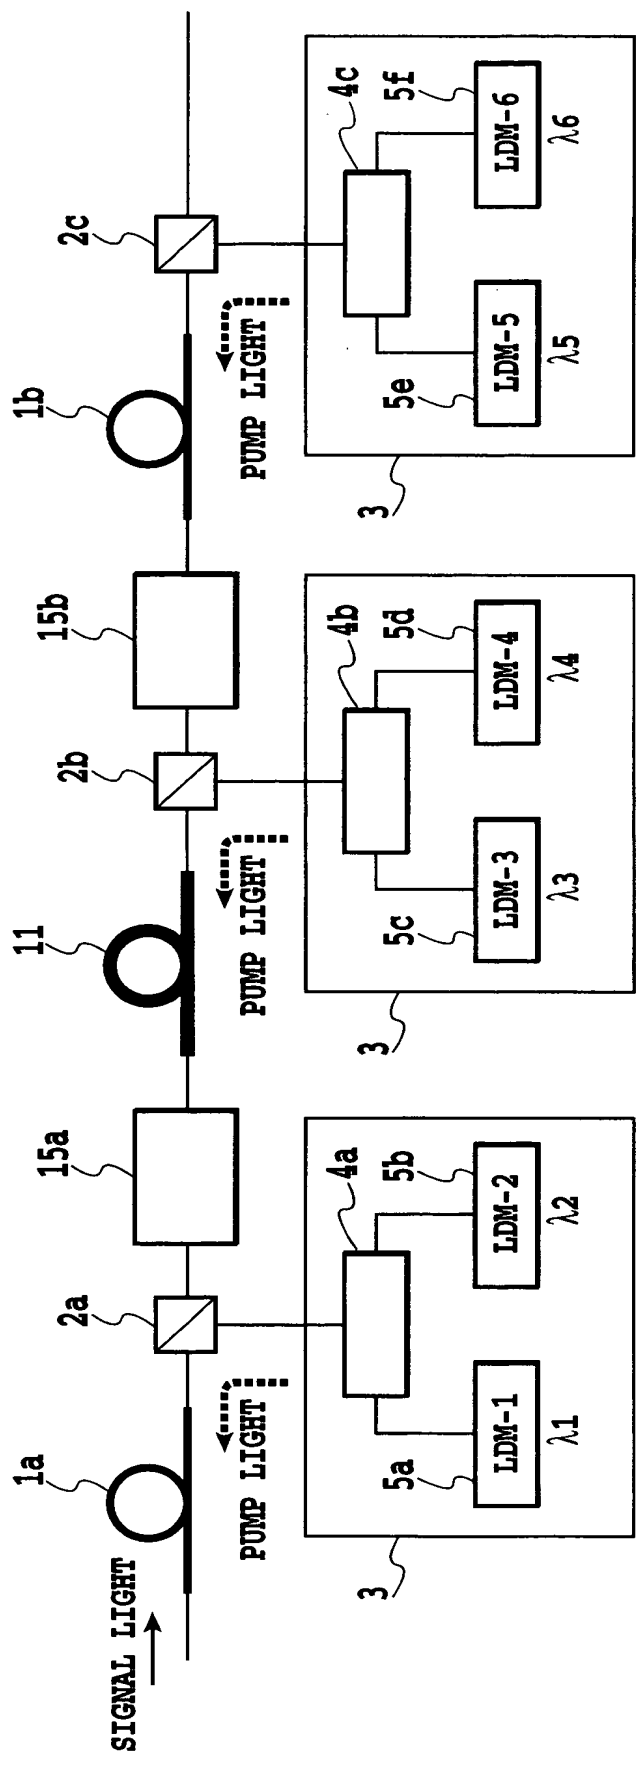 SIGNAL LIGHT
1a
2a
15a
11
2b
15b
1b
2c
PUMP LIGHT
PUMP LIGHT
PUMP LIGHT
3
4a
5a
LDM-1
λ1
5b
LDM-2
λ2
3
4b
5c
LDM-3
λ3
5d
LDM-4
λ4
3
4c
5e
LDM-5
λ5
5f
LDM-6
λ6